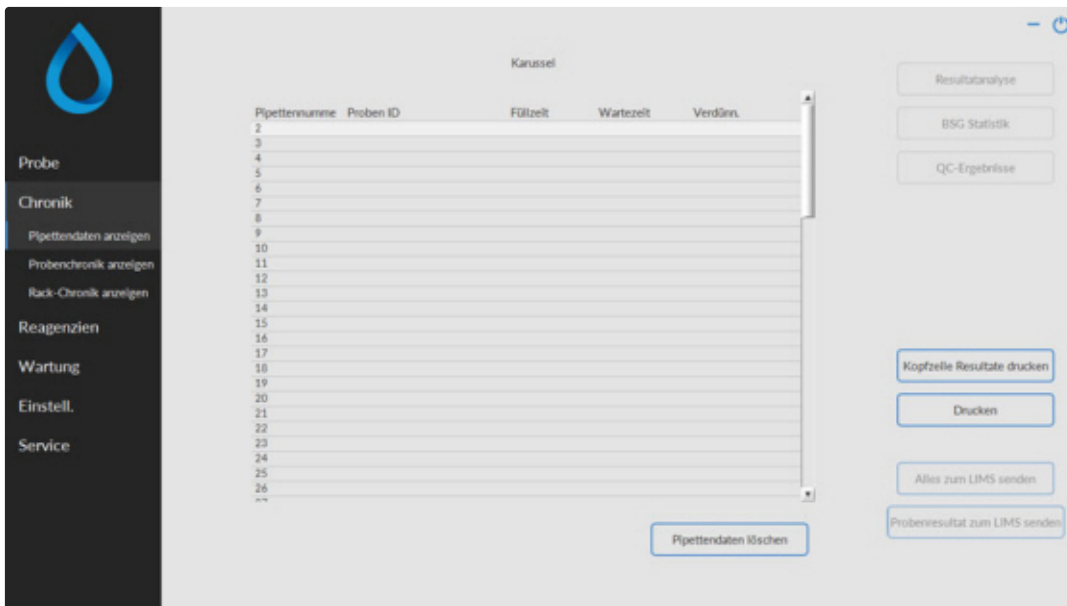 Karussel
Pipettennumme Proben ID Füllzeit Wartezeit Verdünn.
2
3
4
5
6
7
8
9
10
11
12
13
14
15
16
17
18
19
20
21
22
23
24
25
26
Probe
Chronik
Pipettendaten anzeigen
Probenchronik anzeigen
Rack-Chronik anzeigen
Reagenzien
Wartung
Einstell.
Service
Resultatanalyse
BSG Statistik
QC-Ergebnisse
Kopfzelle Resultate drucken
Drucken
Alles zum LIMS senden
Probenresultat zum LIMS senden
Pipettendaten löschen